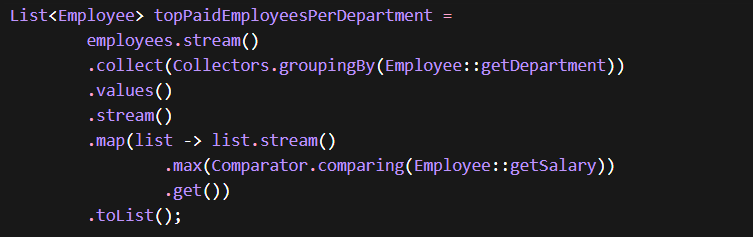 List<Employee> topPaidEmployeesPerDepartment =
        employees.stream()
        .collect(Collectors.groupingBy(Employee::getDepartment))
        .values()
        .stream()
        .map(list -> list.stream()
                .max(Comparator.comparing(Employee::getSalary))
                .get())
        .toList();